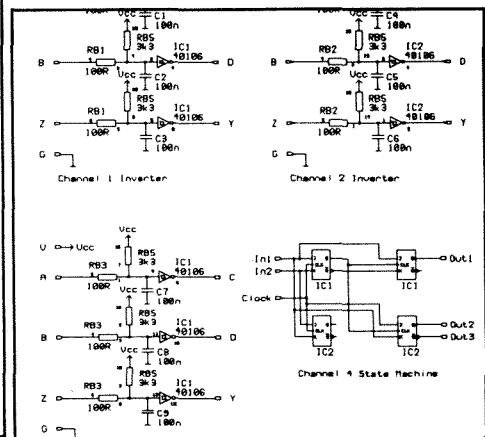 Vcc
C1
100n
RB5
3k3
IC1
40106
B
RB1
100R
D
C2
100n
Vcc
RB5
3k3
IC1
40106
Z
RB1
100R
Y
C3
100n
G
Channel 1 Inverter
Vcc
C4
100n
RB5
3k3
IC2
40106
B
RB2
100R
D
C5
100n
Vcc
RB5
3k3
IC2
40106
Z
RB2
100R
Y
C6
100n
G
Channel 2 Inverter
V
Vcc
Vcc
RB5
3k3
IC1
40106
A
RB3
100R
C
C7
100n
Vcc
RB5
3k3
IC1
40106
B
RB3
100R
D
C8
100n
Vcc
RB5
3k3
IC1
40106
Z
RB3
100R
Y
C9
100n
G
In1
In2
Clock
IC1
IC1
Out1
Out2
Out3
IC2
IC2
Channel 4 State Machine